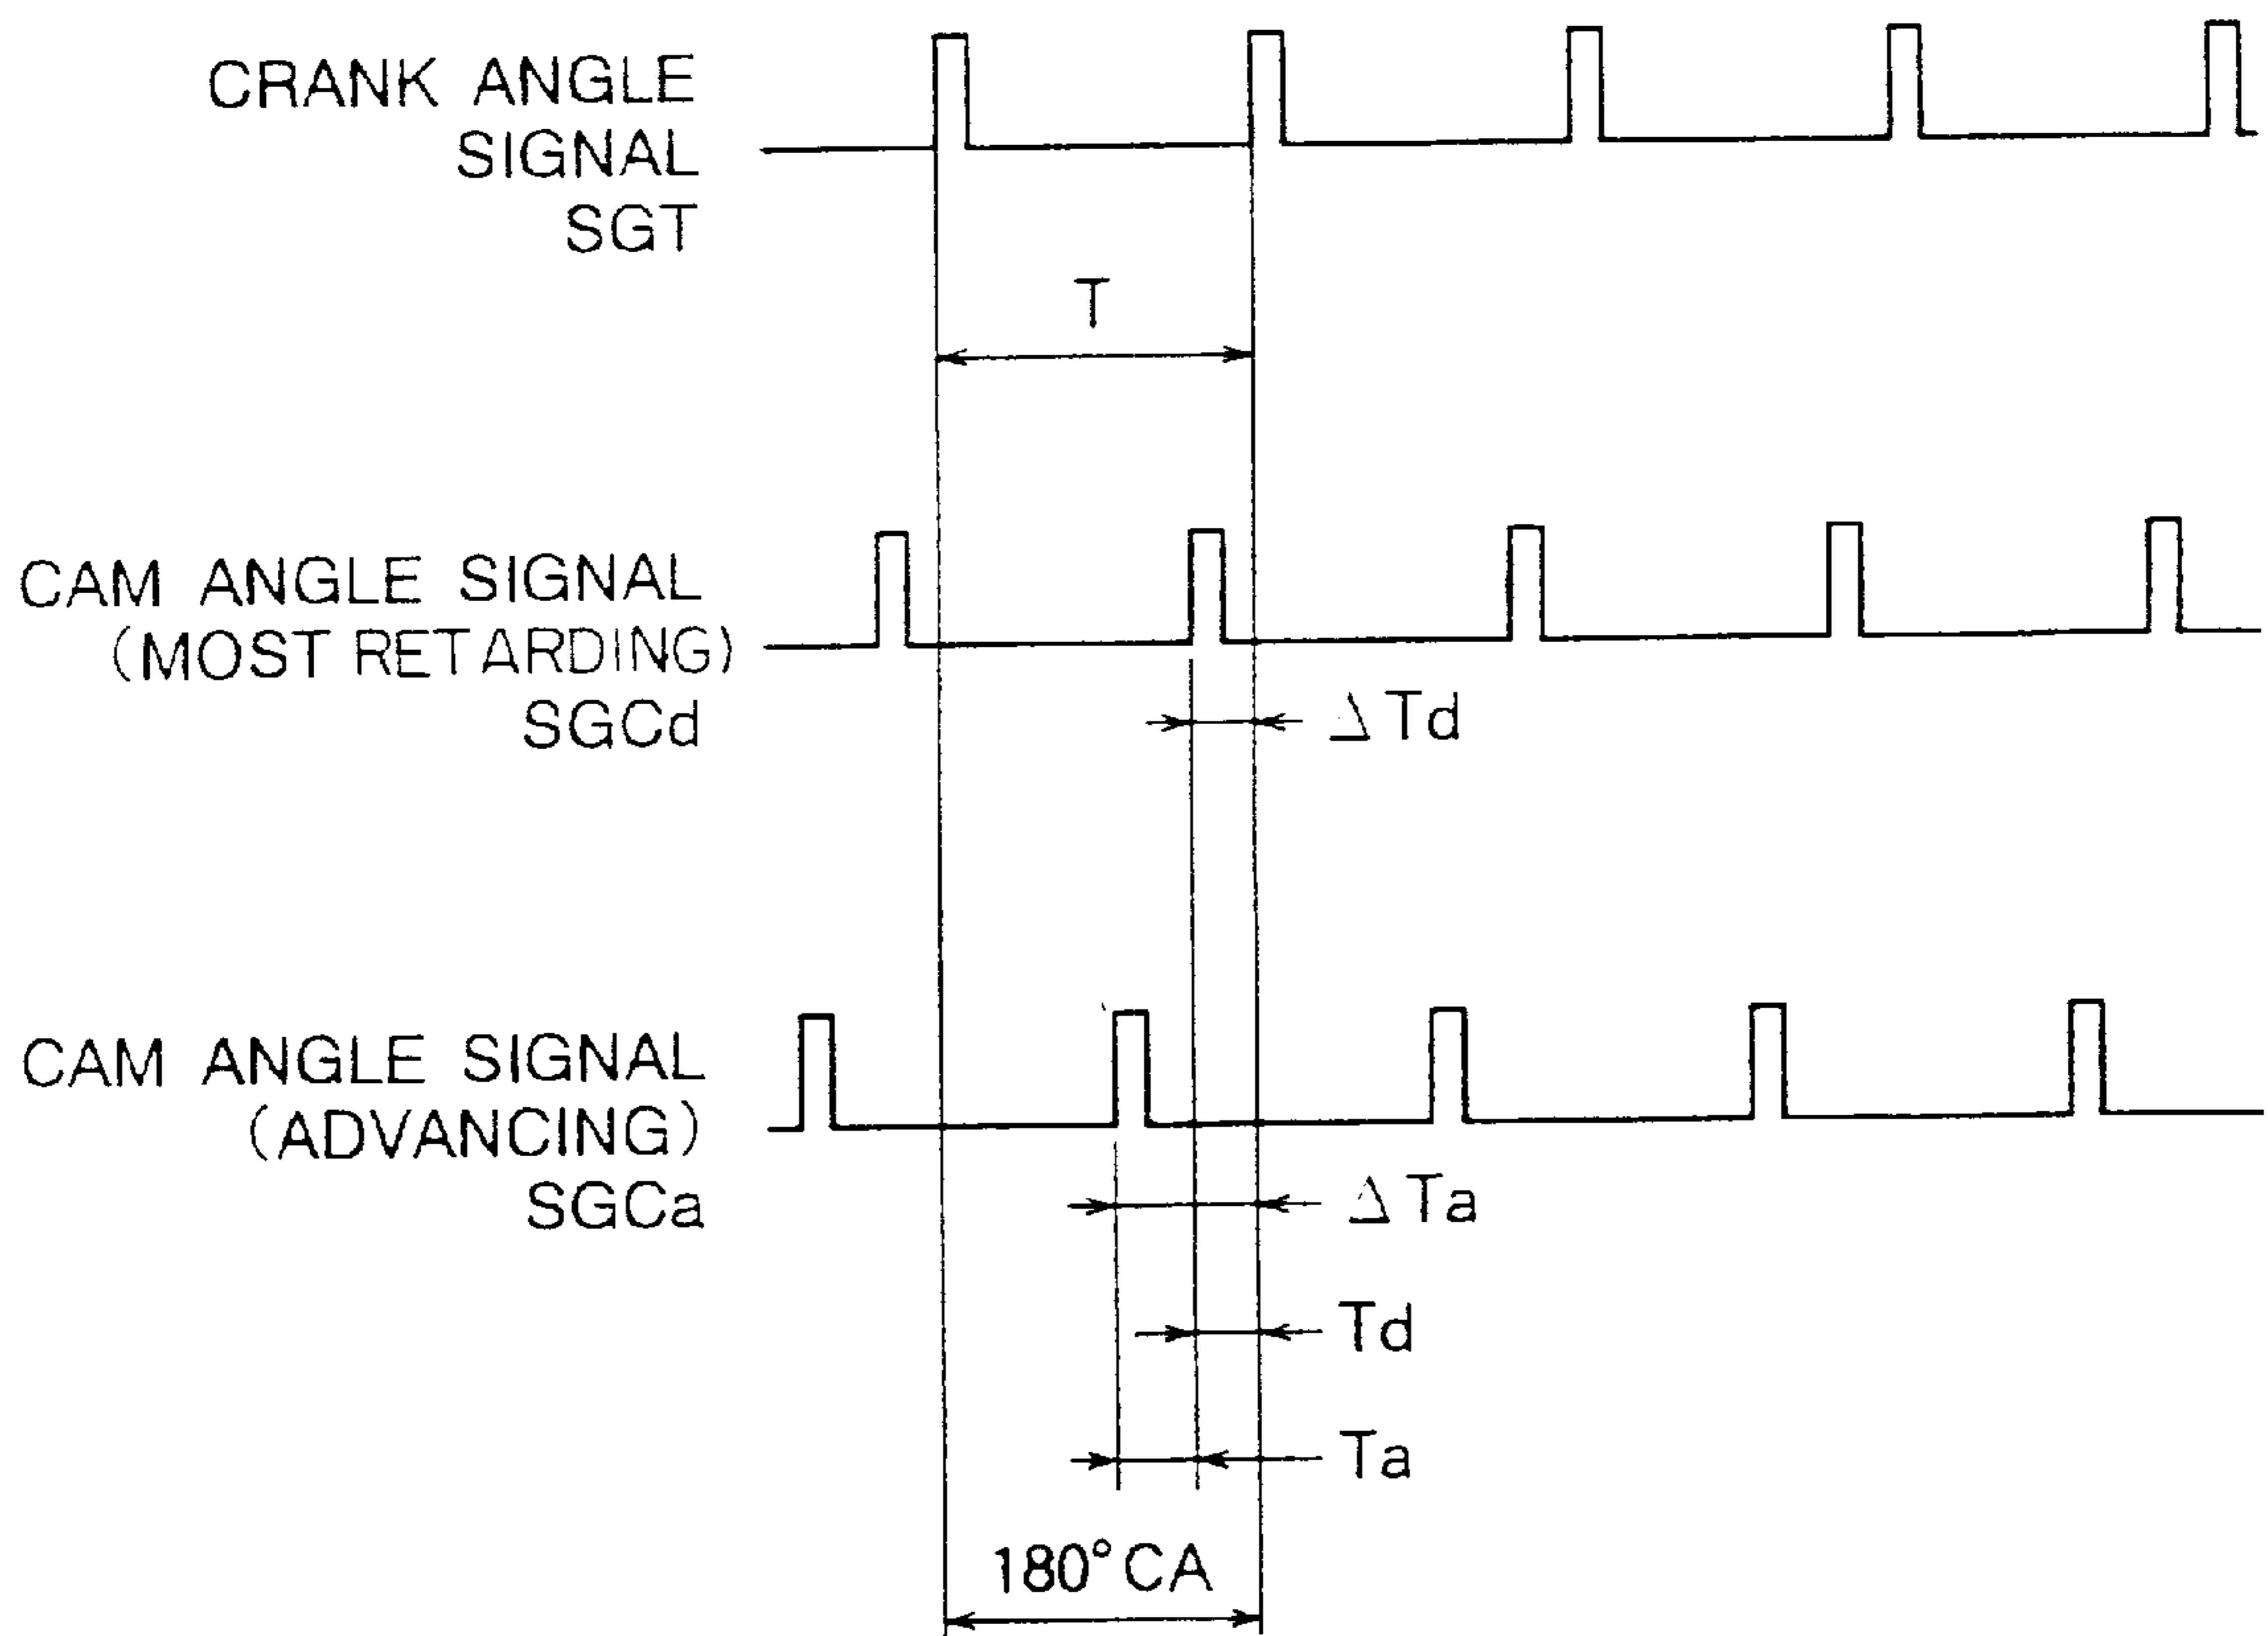 CRANK ANGLE
SIGNAL
SGT
T
CAM ANGLE SIGNAL
(MOST RETARDING)
SGCd
ΔTd
CAM ANGLE SIGNAL
(ADVANCING)
SGCa
ΔTa
Td
Ta
180°CA